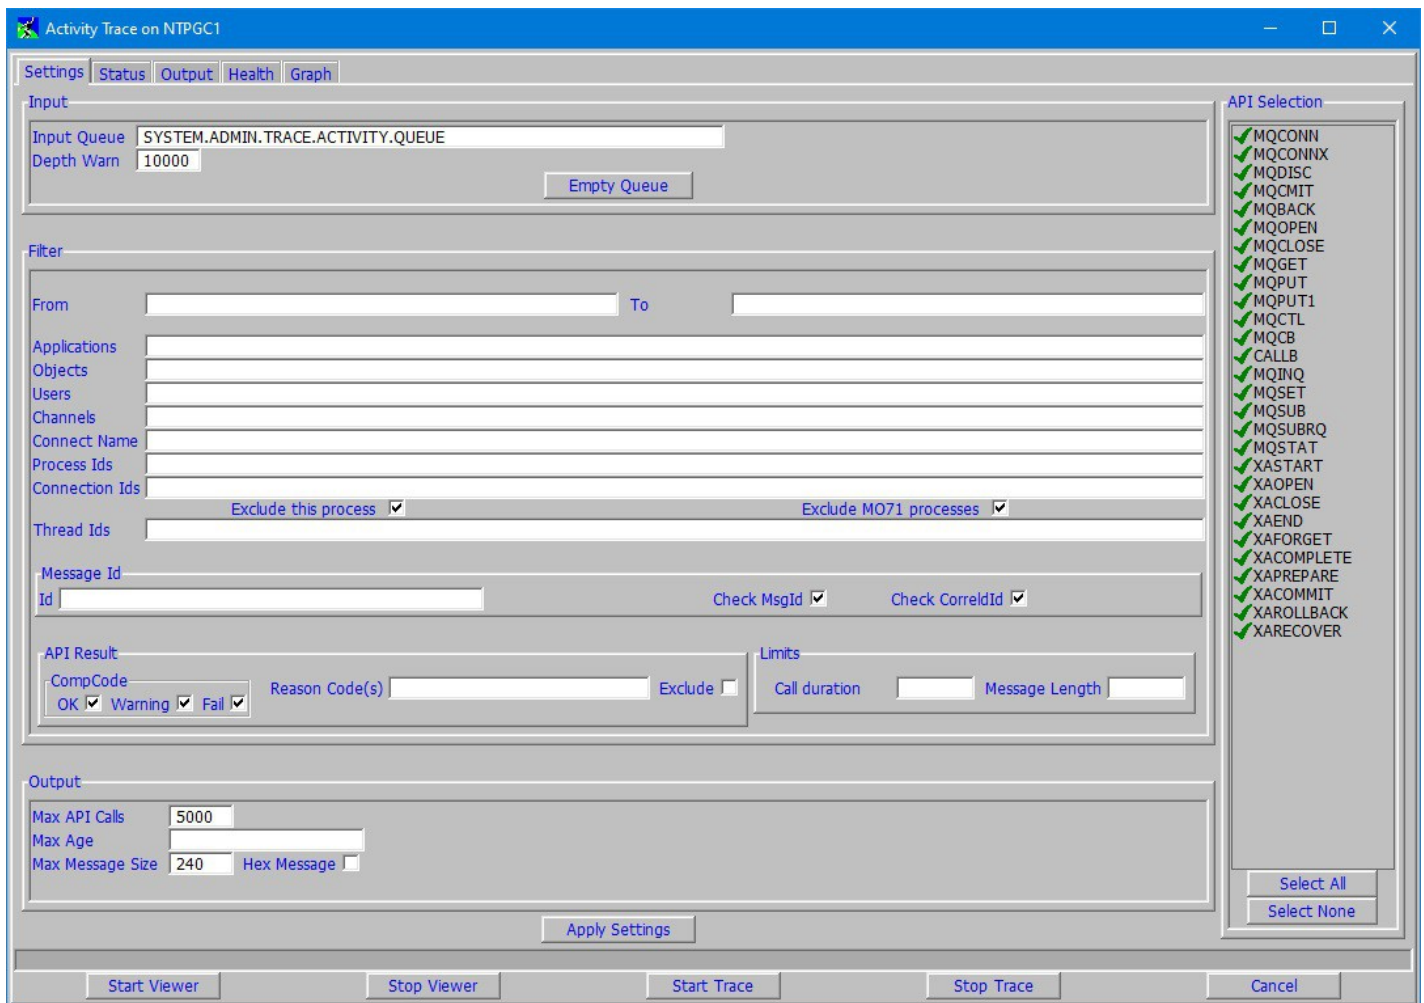 Activity Trace on NTPGC1
Settings Status Output Health Graph
Input
Input Queue SYSTEM.ADMIN.TRACE.ACTIVITY.QUEUE
Depth Warn 10000
Empty Queue
Filter
From To
Applications
Objects
Users
Channels
Connect Name
Process Ids
Connection Ids
Exclude this process Exclude MO71 processes
Thread Ids
Message Id
Id Check MsgId Check CorreldId
API Result Limits
CompCode
OK Warning Fail Reason Code(s) Exclude Call duration Message Length
Output
Max API Calls 5000
Max Age
Max Message Size 240 Hex Message
Apply Settings
API Selection
MQCONN
MQCONNX
MQDISC
MQCMIT
MQBACK
MQOPEN
MQCLOSE
MQGET
MQPUT
MQPUT1
MQCTL
MQCB
CALLB
MQINQ
MQSET
MQSUB
MQSUBRQ
MQSTAT
XASTART
XAOPEN
XACLOSE
XAEND
XAFORGET
XACOMPLETE
XAPREPARE
XACOMMIT
XAROLLBACK
XARECOVER
Select All
Select None
Start Viewer Stop Viewer Start Trace Stop Trace Cancel